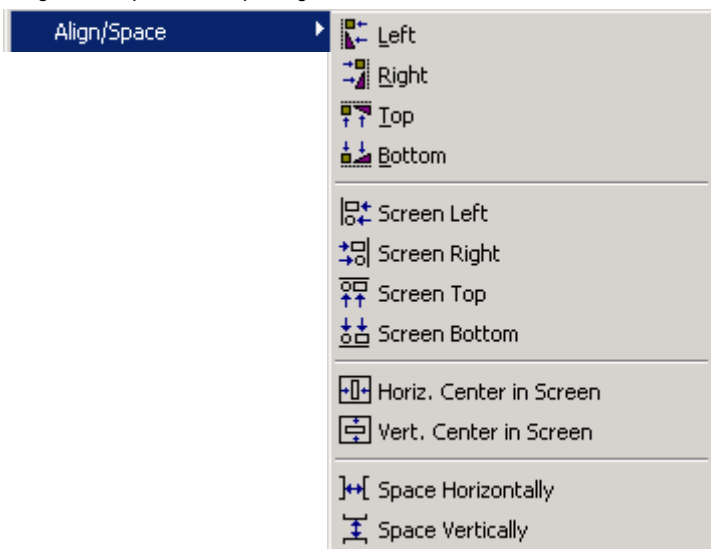 Align/Space
Left
Right
Top
Bottom
Screen Left
Screen Right
Screen Top
Screen Bottom
Horiz. Center in Screen
Vert. Center in Screen
Space Horizontally
Space Vertically